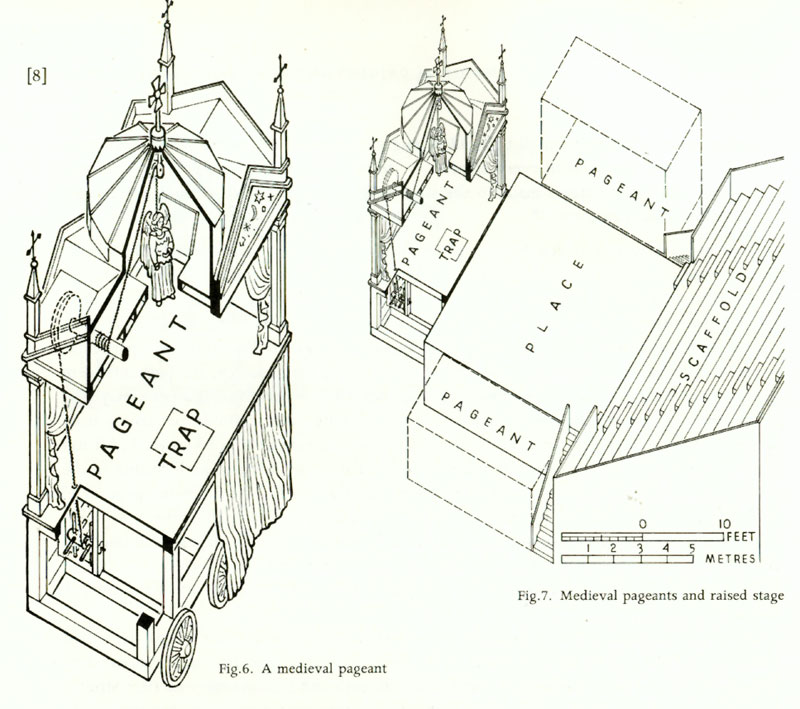 [8]
PAGEANT
TRAP
Fig.6. A medieval pageant
PAGEANT
TRAP
PLACE
PAGEANT
PAGEANT
SCAFFOLD
0 10
FEET
1 2 3 4 5
METRES
Fig.7. Medieval pageants and raised stage